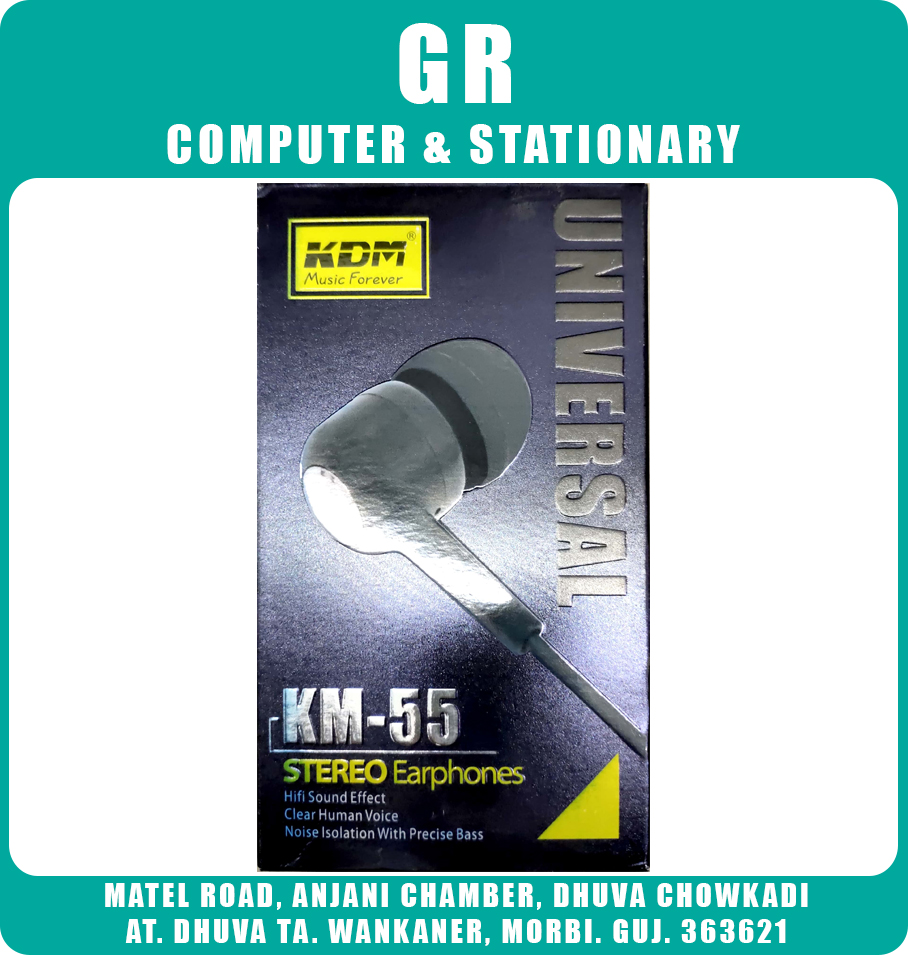 GR
COMPUTER & STATIONARY
KDM®
Music Forever
UNIVERSAL
KM-55
STEREO Earphones
Hifi Sound Effect
Clear Human Voice
Noise Isolation With Precise Bass
MATEL ROAD, ANJANI CHAMBER, DHUVA CHOWKADI
AT. DHUVA TA. WANKANER, MORBI. GUJ. 363621